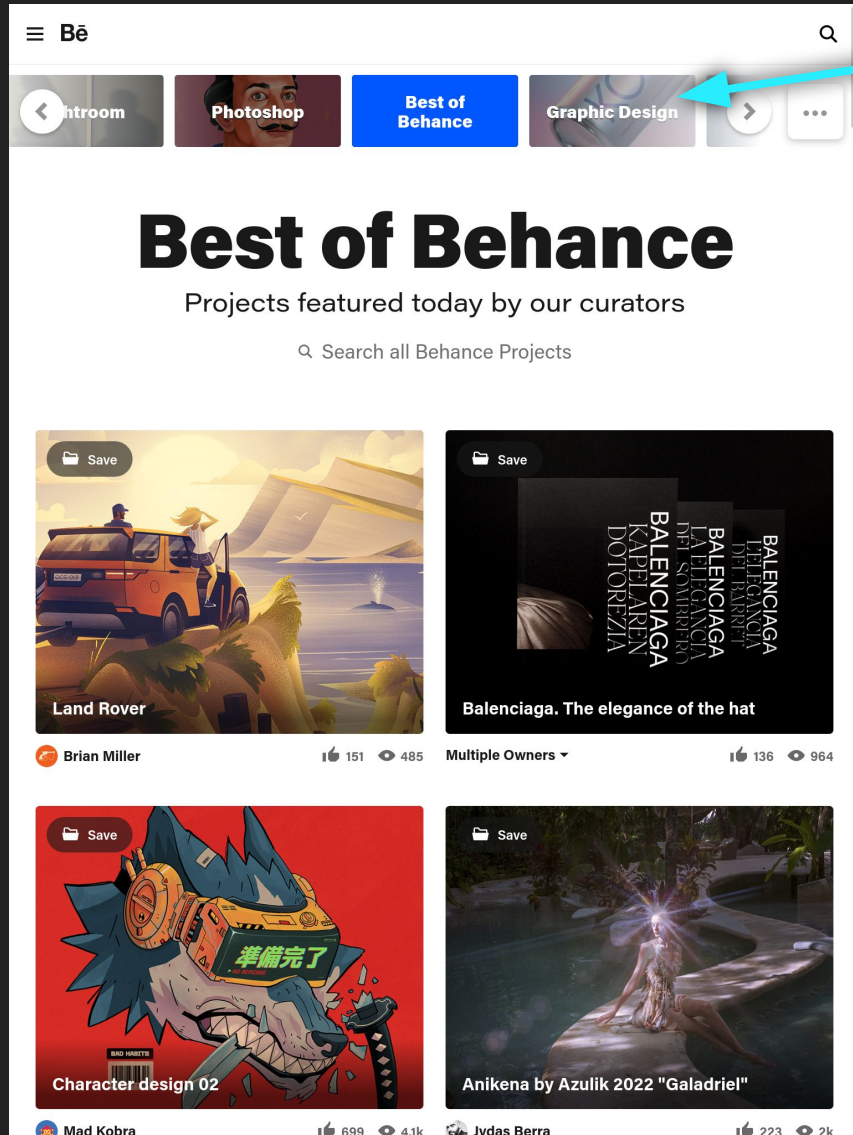 Bē
htroom
Photoshop
Best of
Behance
Graphic Design
Best of Behance
Projects featured today by our curators
Search all Behance Projects
Save
Land Rover
Brian Miller
151
485
Save
BALENCIAGA
KAPELAREN
DOTOREZIA
BALENCIAGA
LA ELEGANCIA
DEL SOMBRERO
BALENCIAGA
L'ELEGANCIA
DEL BARRET
Balenciaga. The elegance of the hat
Multiple Owners
136
964
Save
準備完了
NO RESPONSE
BAD HABITS
Character design 02
Mad Kobra
699
4.1k
Save
Anikena by Azulik 2022 "Galadriel"
Jydas Berra
223
2k